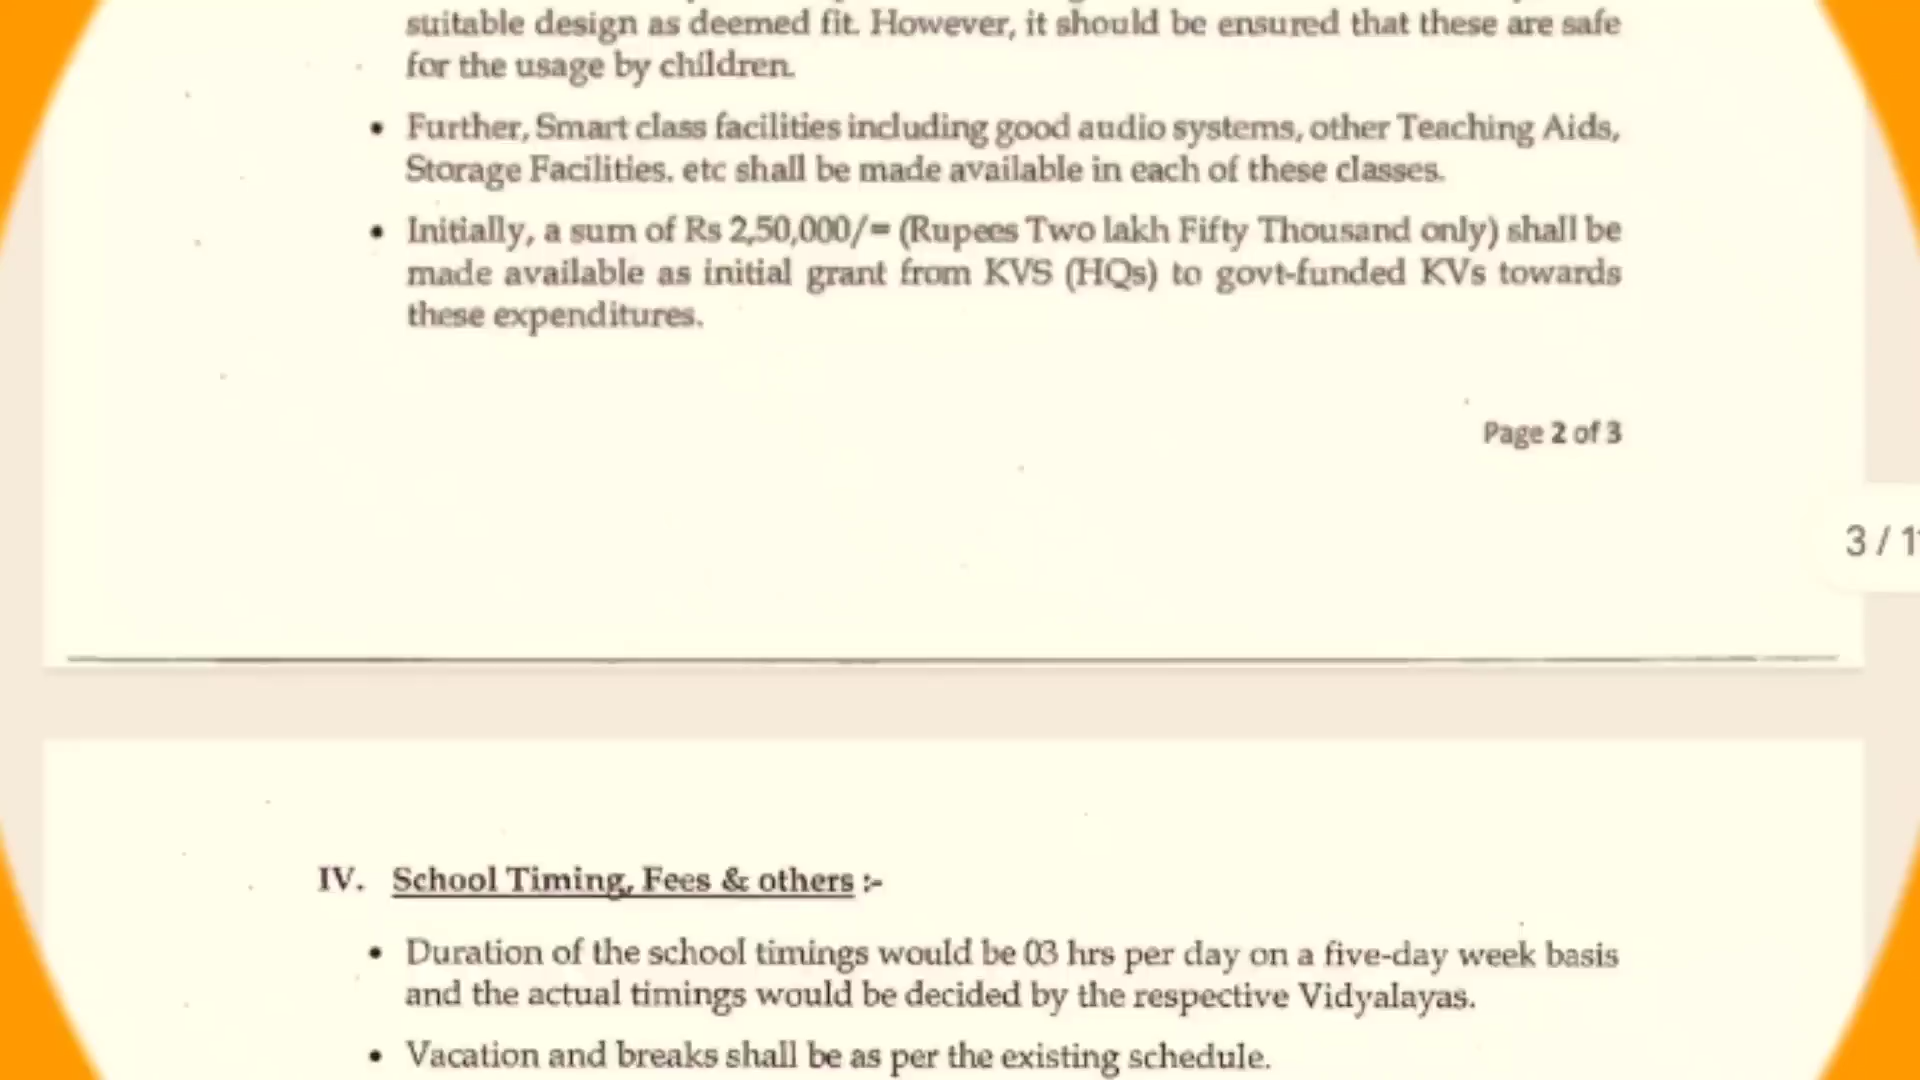 suitable design as deemed fit. However, it should be ensured that these are safe
for the usage by children.
• Further, Smart class facilities including good audio systems, other Teaching Aids,
Storage Facilities. etc shall be made available in each of these classes.
• Initially, a sum of Rs 2,50,000/= (Rupees Two lakh Fifty Thousand only) shall be
made available as initial grant from KVS (HQs) to govt-funded KVs towards
these expenditures.
Page 2 of 3
3 / 1
IV. School Timing, Fees & others :-
• Duration of the school timings would be 03 hrs per day on a five-day week basis
and the actual timings would be decided by the respective Vidyalayas.
• Vacation and breaks shall be as per the existing schedule.